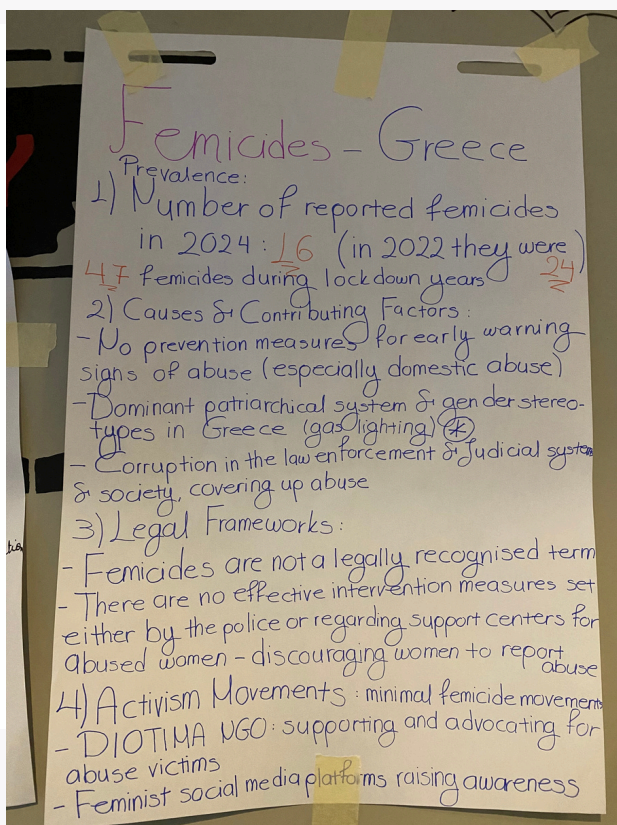 Femicides - Greece
Prevalence:
1) Number of reported femicides
in 2024: 16 (in 2022 they were
24)
47 femicides during lockdown years
2) Causes & Contributing Factors:
- No prevention measures for early warning
signs of abuse (especially domestic abuse)
- Dominant patriarchical system & gender stereo-
types in Greece (gas lighting) *
- Corruption in the law enforcement & Judicial system
& society, covering up abuse
3) Legal Frameworks:
- Femicides are not a legally recognised term
- There are no effective intervention measures set
either by the police or regarding support centers for
abused women - discouraging women to report
abuse
4) Activism Movements: minimal femicide movements
- DIOTIMA NGO: supporting and advocating for
abuse victims
- Feminist social media platforms raising awareness